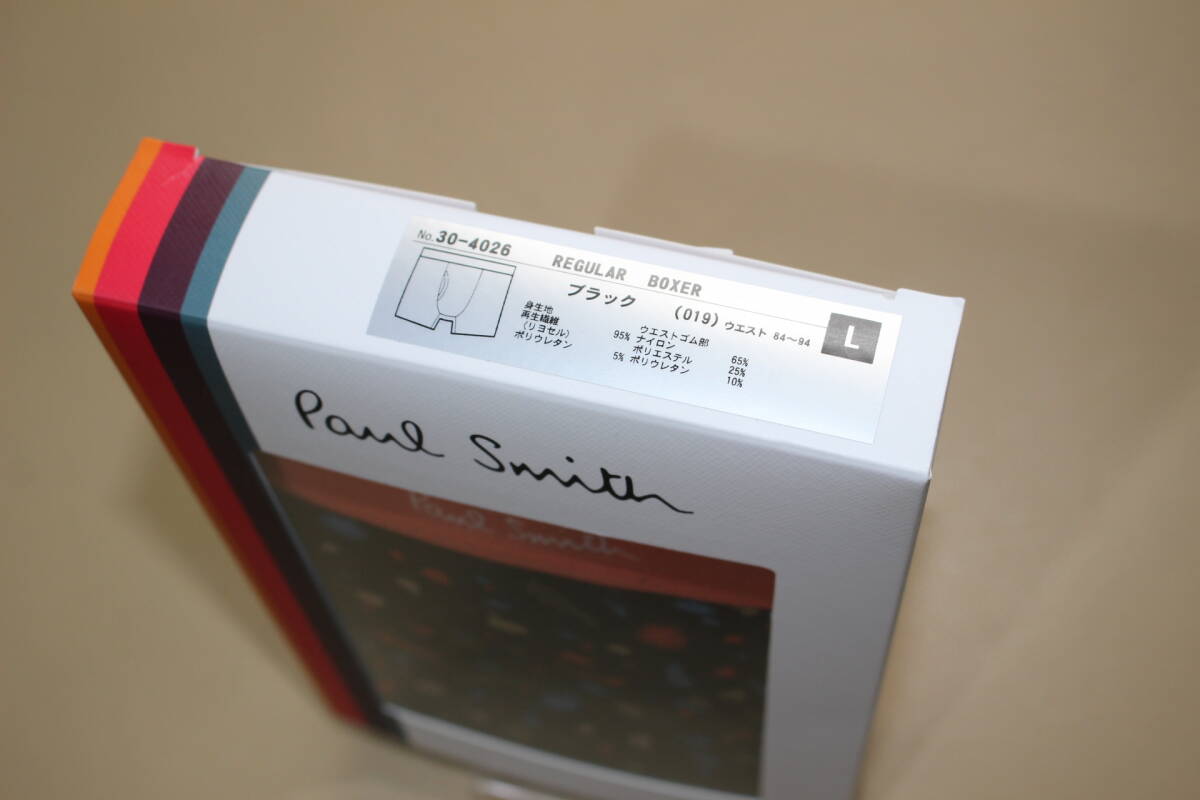 No. 30-4026 REGULAR BOXER
ブラック (019) ウエスト 84～94 L
身生地
再生繊維
(リヨセル) 95%
ポリウレタン 5%
ウエストゴム部
ナイロン 65%
ポリエステル 25%
ポリウレタン 10%
Paul Smith
Paul Smith